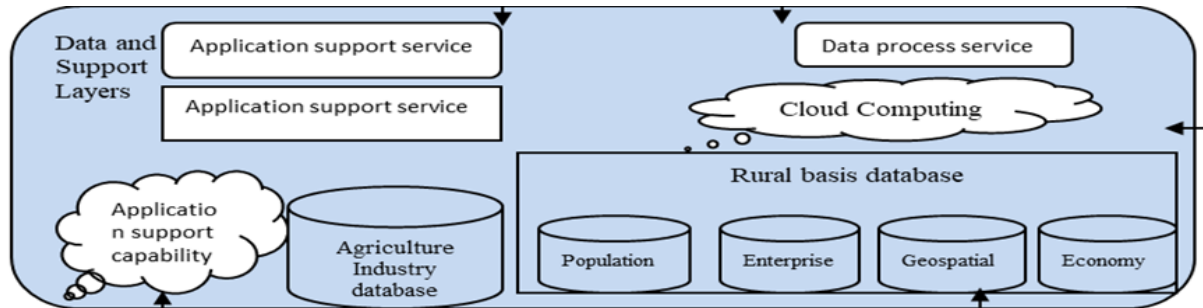 Data and
Support
Layers
Application support service
Data process service
Application support service
Cloud Computing
Rural basis database
Applicatio
n support
capability
Agriculture
Industry
database
Population
Enterprise
Geospatial
Economy